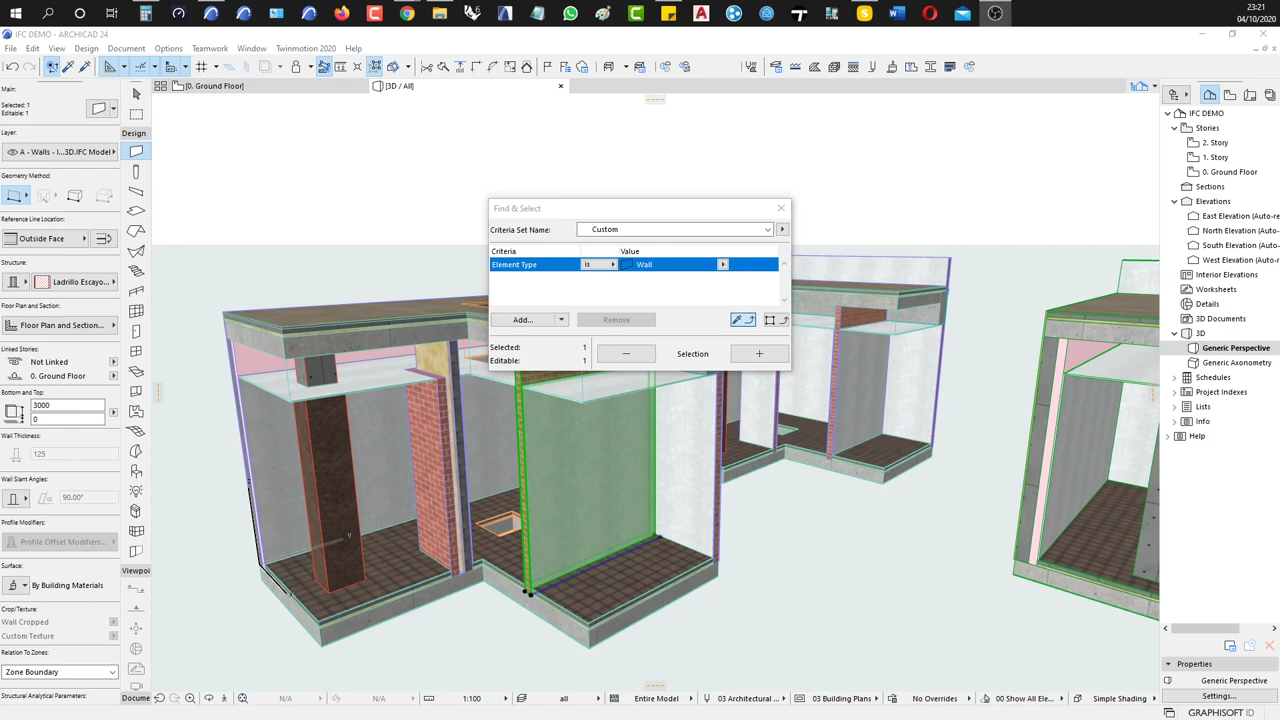 23:21
04/10/2020
IFC DEMO - ARCHICAD 24
File Edit View Design Document Options Teamwork Window Twinmotion 2020 Help
Main:
Selected: 1
Editable: 1
Layer:
A - Walls - I...3D.IFC Model
Geometry Method:
Reference Line Location:
Outside Face
Structure:
Ladrillo Escayo...
Floor Plan and Section:
Floor Plan and Section...
Linked Stories:
Not Linked
0. Ground Floor
Bottom and Top:
3000
0
Wall Thickness:
125
Wall Slant Angles:
90.00°
Profile Modifiers:
Profile Offset Modifiers...
Surface:
By Building Materials
Crop/Texture:
Wall Cropped
Custom Texture
Relation To Zones:
Zone Boundary
Structural Analytical Parameters:
Design
Viewpoi
Docume
[0. Ground Floor]
[3D / All]
Find & Select
Criteria Set Name:
Custom
Criteria Value
Element Type is Wall
Add...
Remove
Selected: 1
Editable: 1
Selection
Y
IFC DEMO
Stories
2. Story
1. Story
0. Ground Floor
Sections
Elevations
East Elevation (Auto-r
North Elevation (Auto-
South Elevation (Auto-
West Elevation (Auto-r
Interior Elevations
Worksheets
Details
3D Documents
3D
Generic Perspective
Generic Axonometry
Schedules
Project Indexes
Lists
Info
Help
Properties
Generic Perspective
Settings...
GRAPHISOFT ID
N/A
N/A
1:100
all
Entire Model
03 Architectural ...
03 Building Plans
No Overrides
00 Show All Ele...
Simple Shading